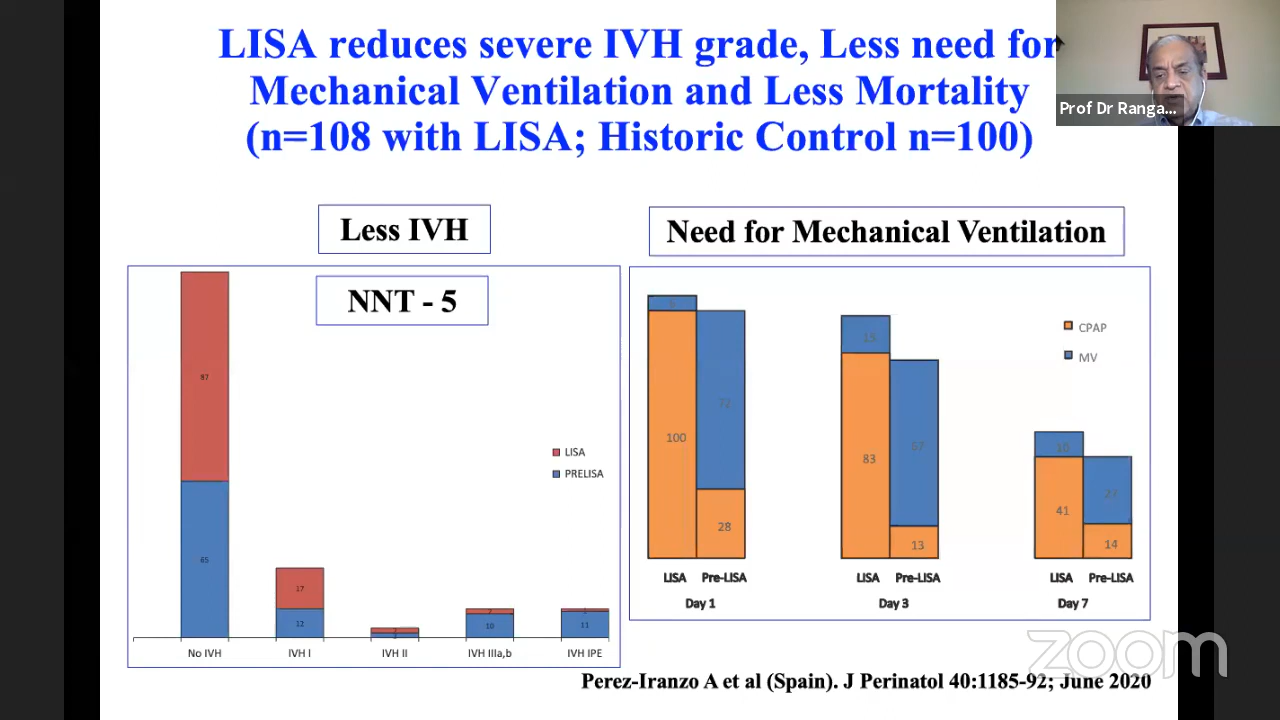 LISA reduces severe IVH grade, Less need for
Mechanical Ventilation and Less Mortality
(n=108 with LISA; Historic Control n=100)
Prof Dr Ranga...
Less IVH
NNT - 5
87
65
17
12
10
11
LISA
PRELISA
No IVH
IVH I
IVH II
IVH IIIa,b
IVH IPE
Need for Mechanical Ventilation
CPAP
MV
100
72
28
15
83
67
13
10
41
27
14
LISA Pre-LISA
LISA Pre-LISA
LISA Pre-LISA
Day 1
Day 3
Day 7
zoom
Perez-Iranzo A et al (Spain). J Perinatol 40:1185-92; June 2020